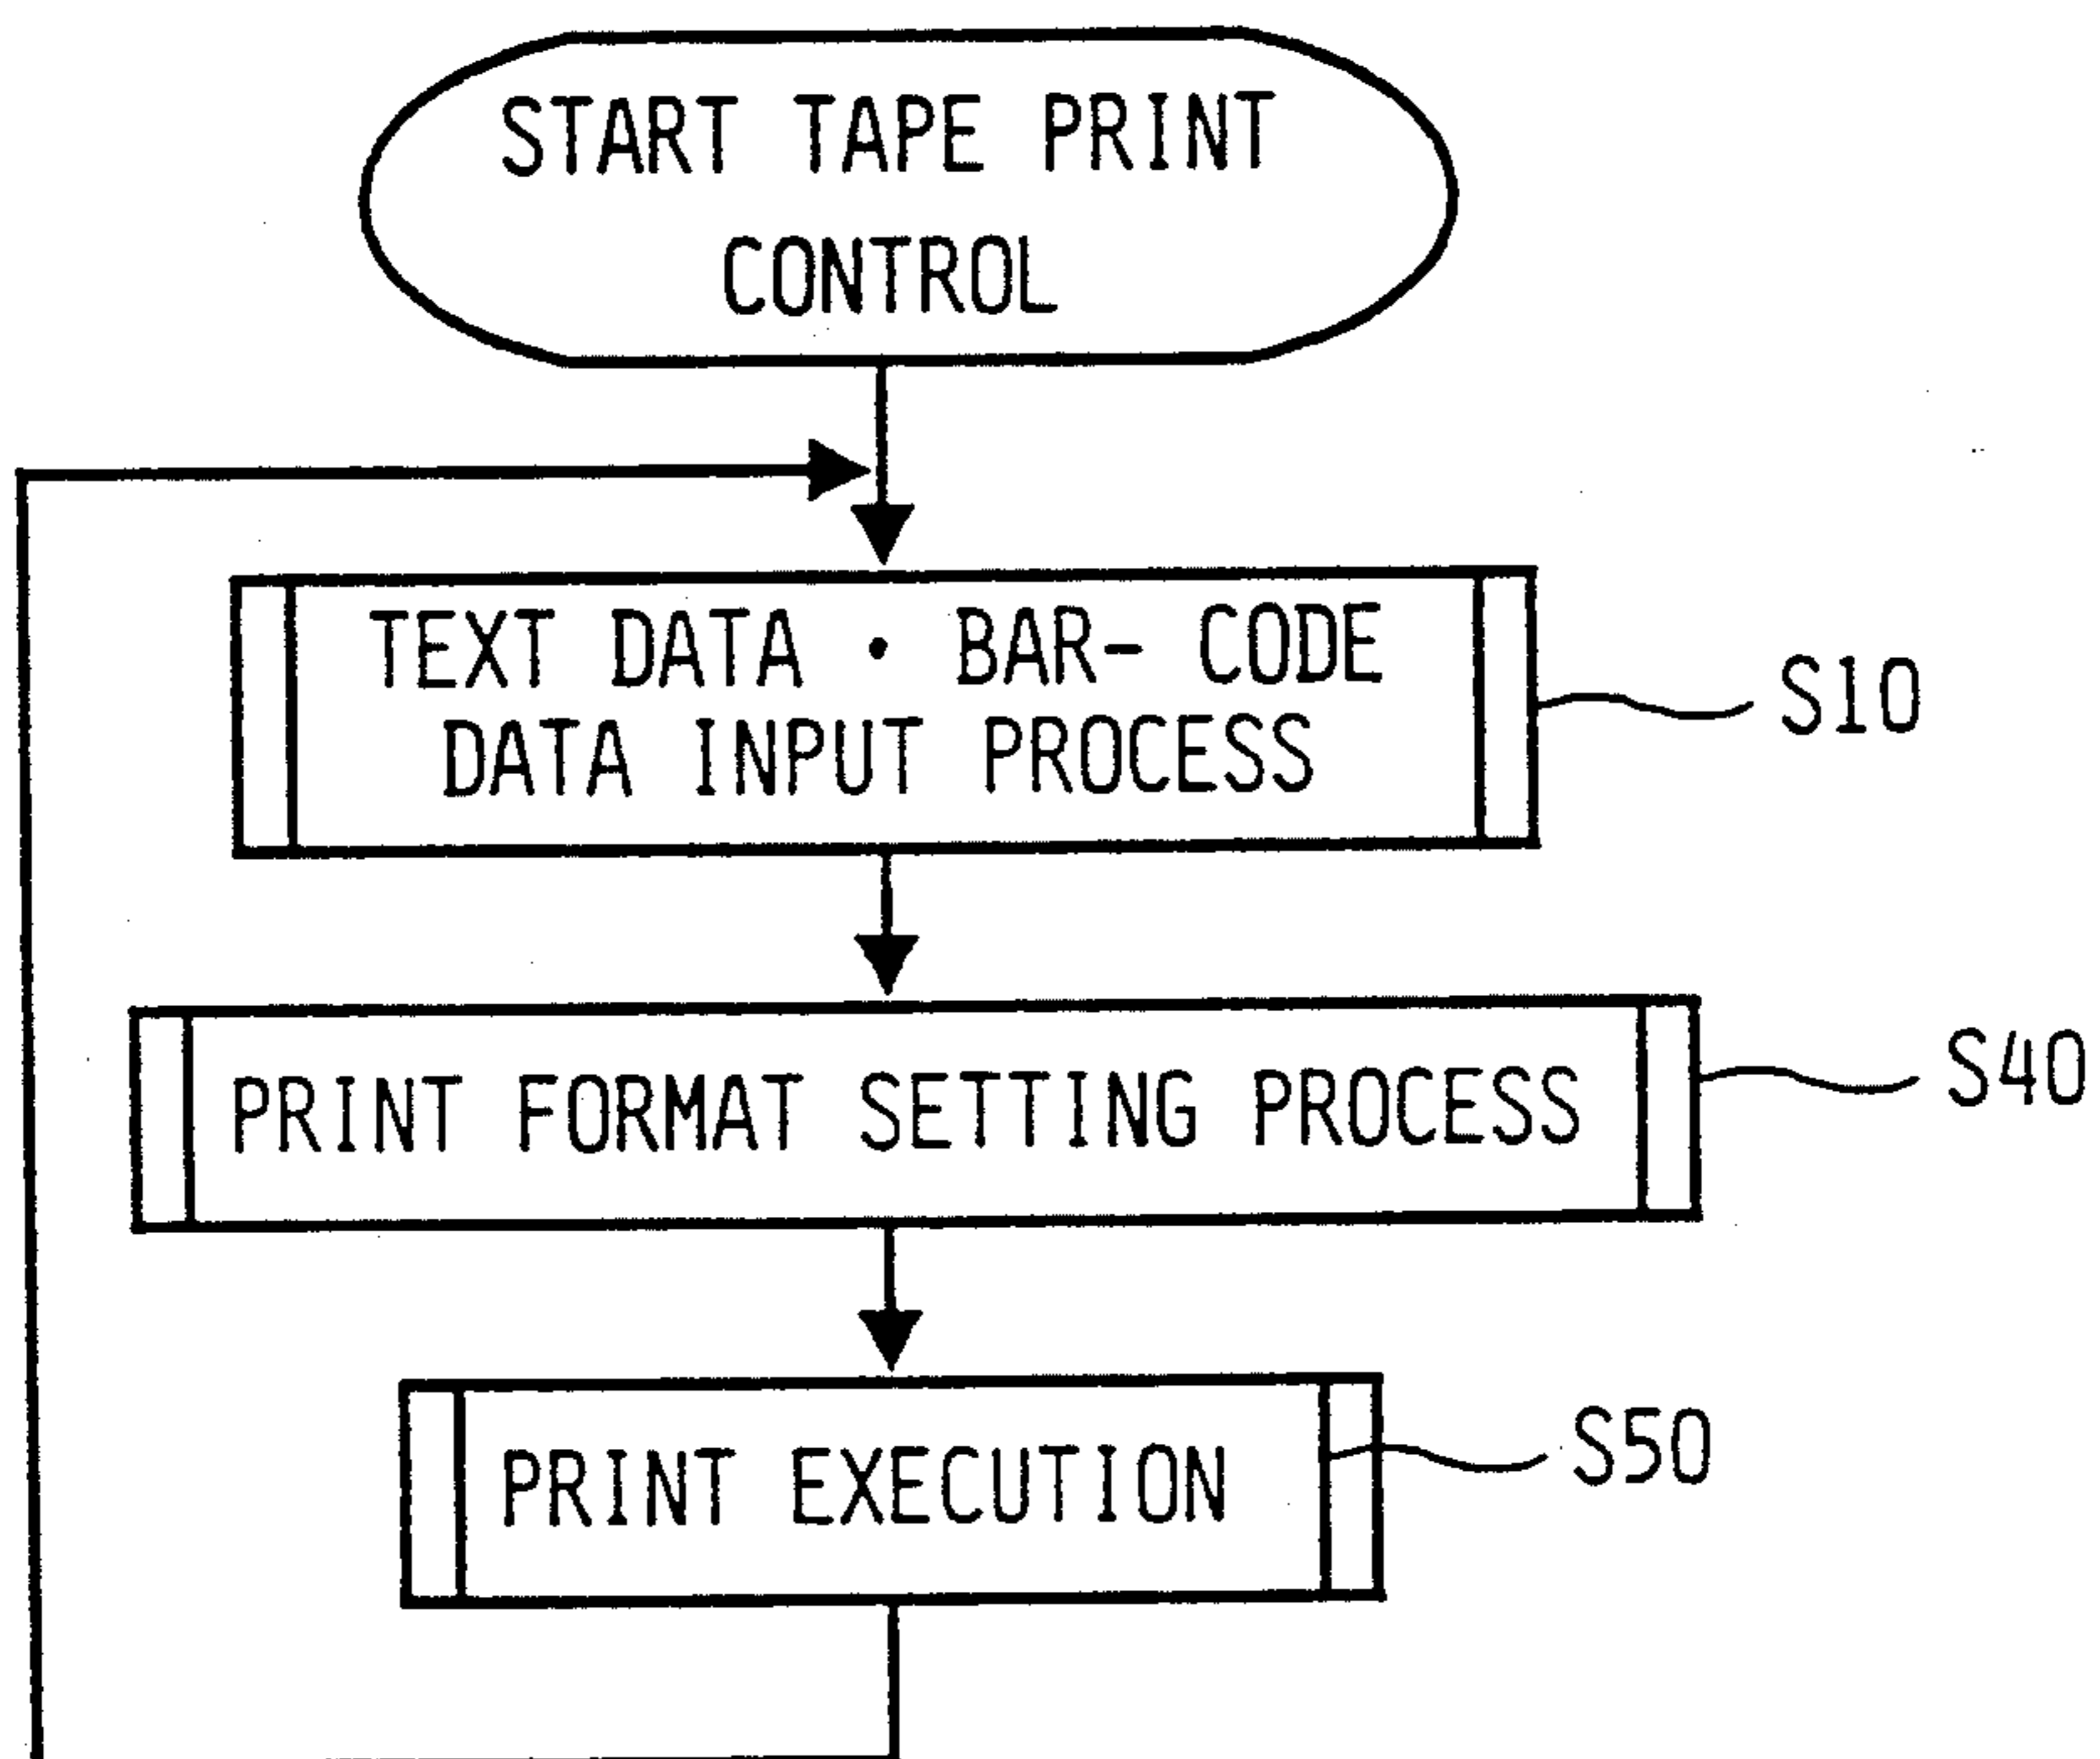 START TAPE PRINT
CONTROL
TEXT DATA • BAR- CODE
DATA INPUT PROCESS
S10
PRINT FORMAT SETTING PROCESS
S40
PRINT EXECUTION
S50